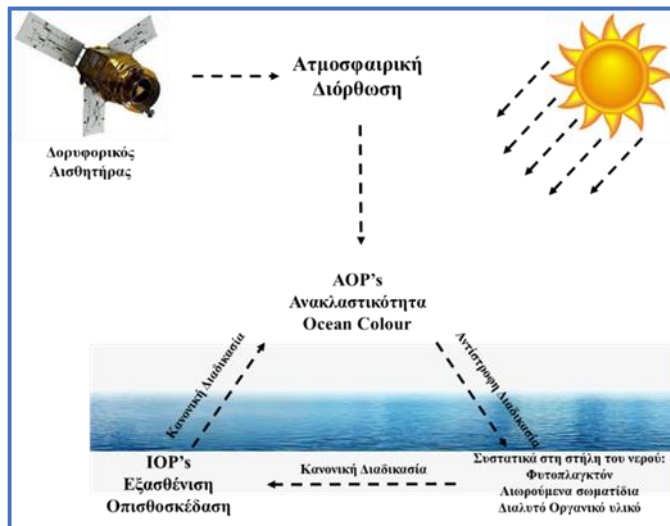 Ατμοσφαιρική
Διόρθωση
Δορυφορικός
Αισθητήρας
AOP’s
Ανακλαστικότητα
Ocean Colour
Κανονική Διαδικασία
Αντίστροφη Διαδικασία
IOP’s
Εξασθένιση
Οπισθοσκέδαση
Κανονική Διαδικασία
Συστατικά στη στήλη του νερού:
Φυτοπλαγκτόν
Αιωρούμενα σωματίδια
Διαλυτό Οργανικό υλικό